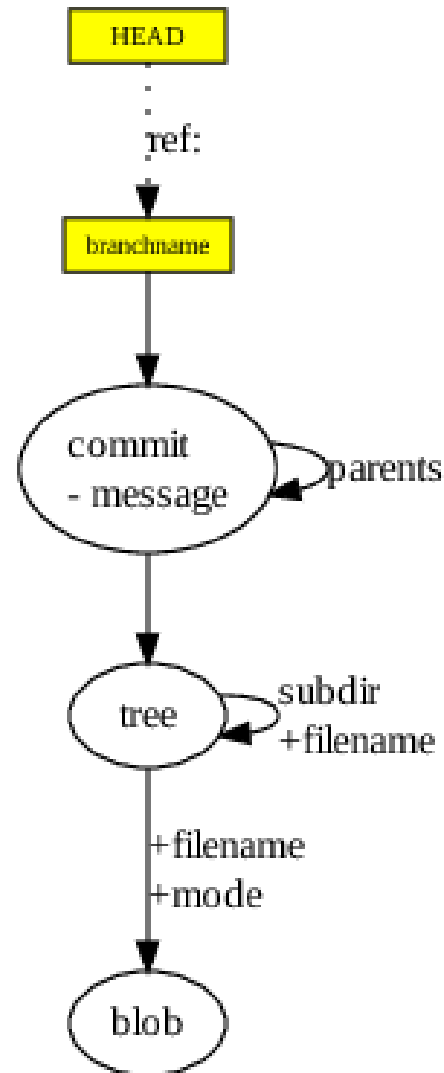 HEAD
ref:
branchname
commit
- message
parents
tree
subdir
+filename
+filename
+mode
blob